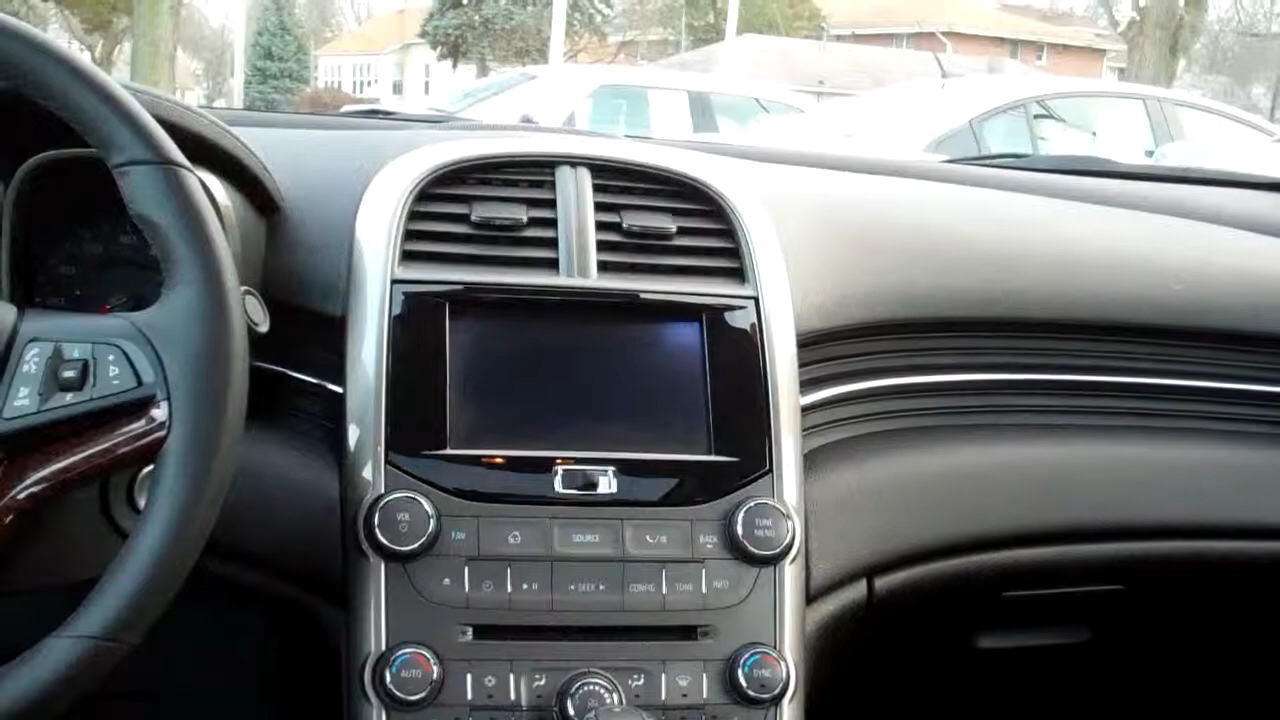 VOL
FAV
SOURCE
BACK
TUNE
MENU
SEEK
CONFIG
TONE
INFO
AUTO
SYNC